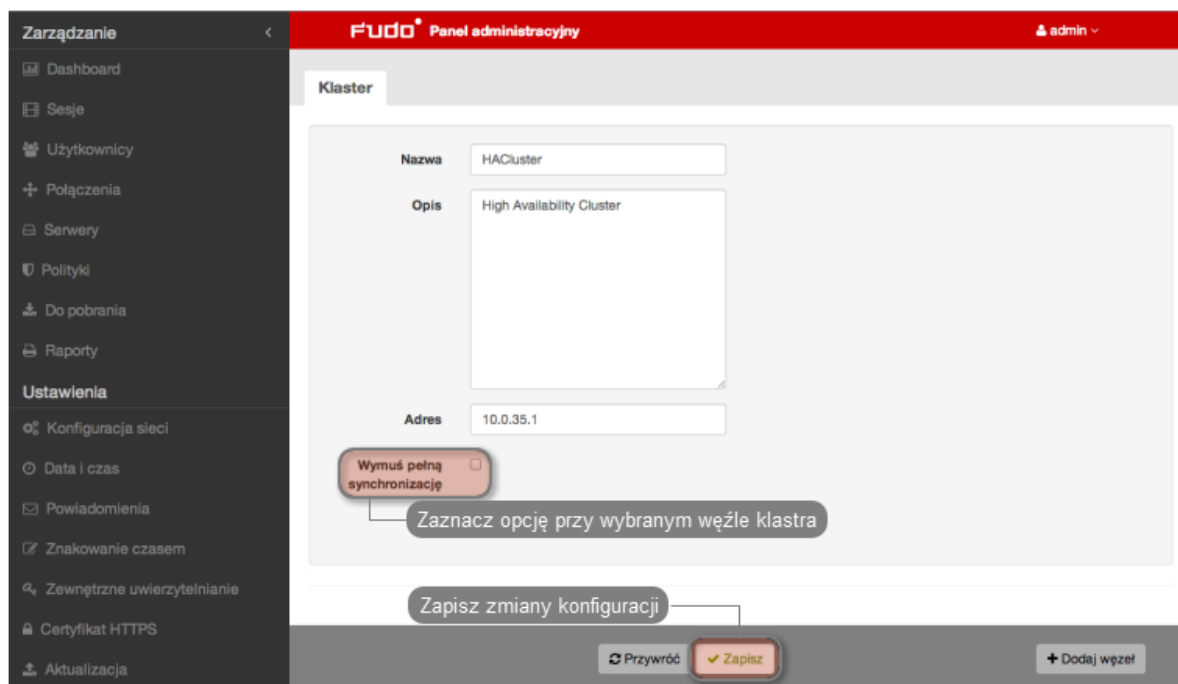 Zarządzanie
Dashboard
Sesje
Użytkownicy
Połączenia
Serwery
Polityki
Do pobrania
Raporty
Ustawienia
Konfiguracja sieci
Data i czas
Powiadomienia
Znakowanie czasem
Zewnętrzne uwierzytelnianie
Certyfikat HTTPS
Aktualizacja
FUDO Panel administracyjny
admin
Klaster
Nazwa HACluster
Opis High Availability Cluster
Adres 10.0.35.1
Wymuś pełną
synchronizację
Zaznacz opcję przy wybranym węźle klastra
Zapisz zmiany konfiguracji
Przywróć Zapisz + Dodaj węzeł